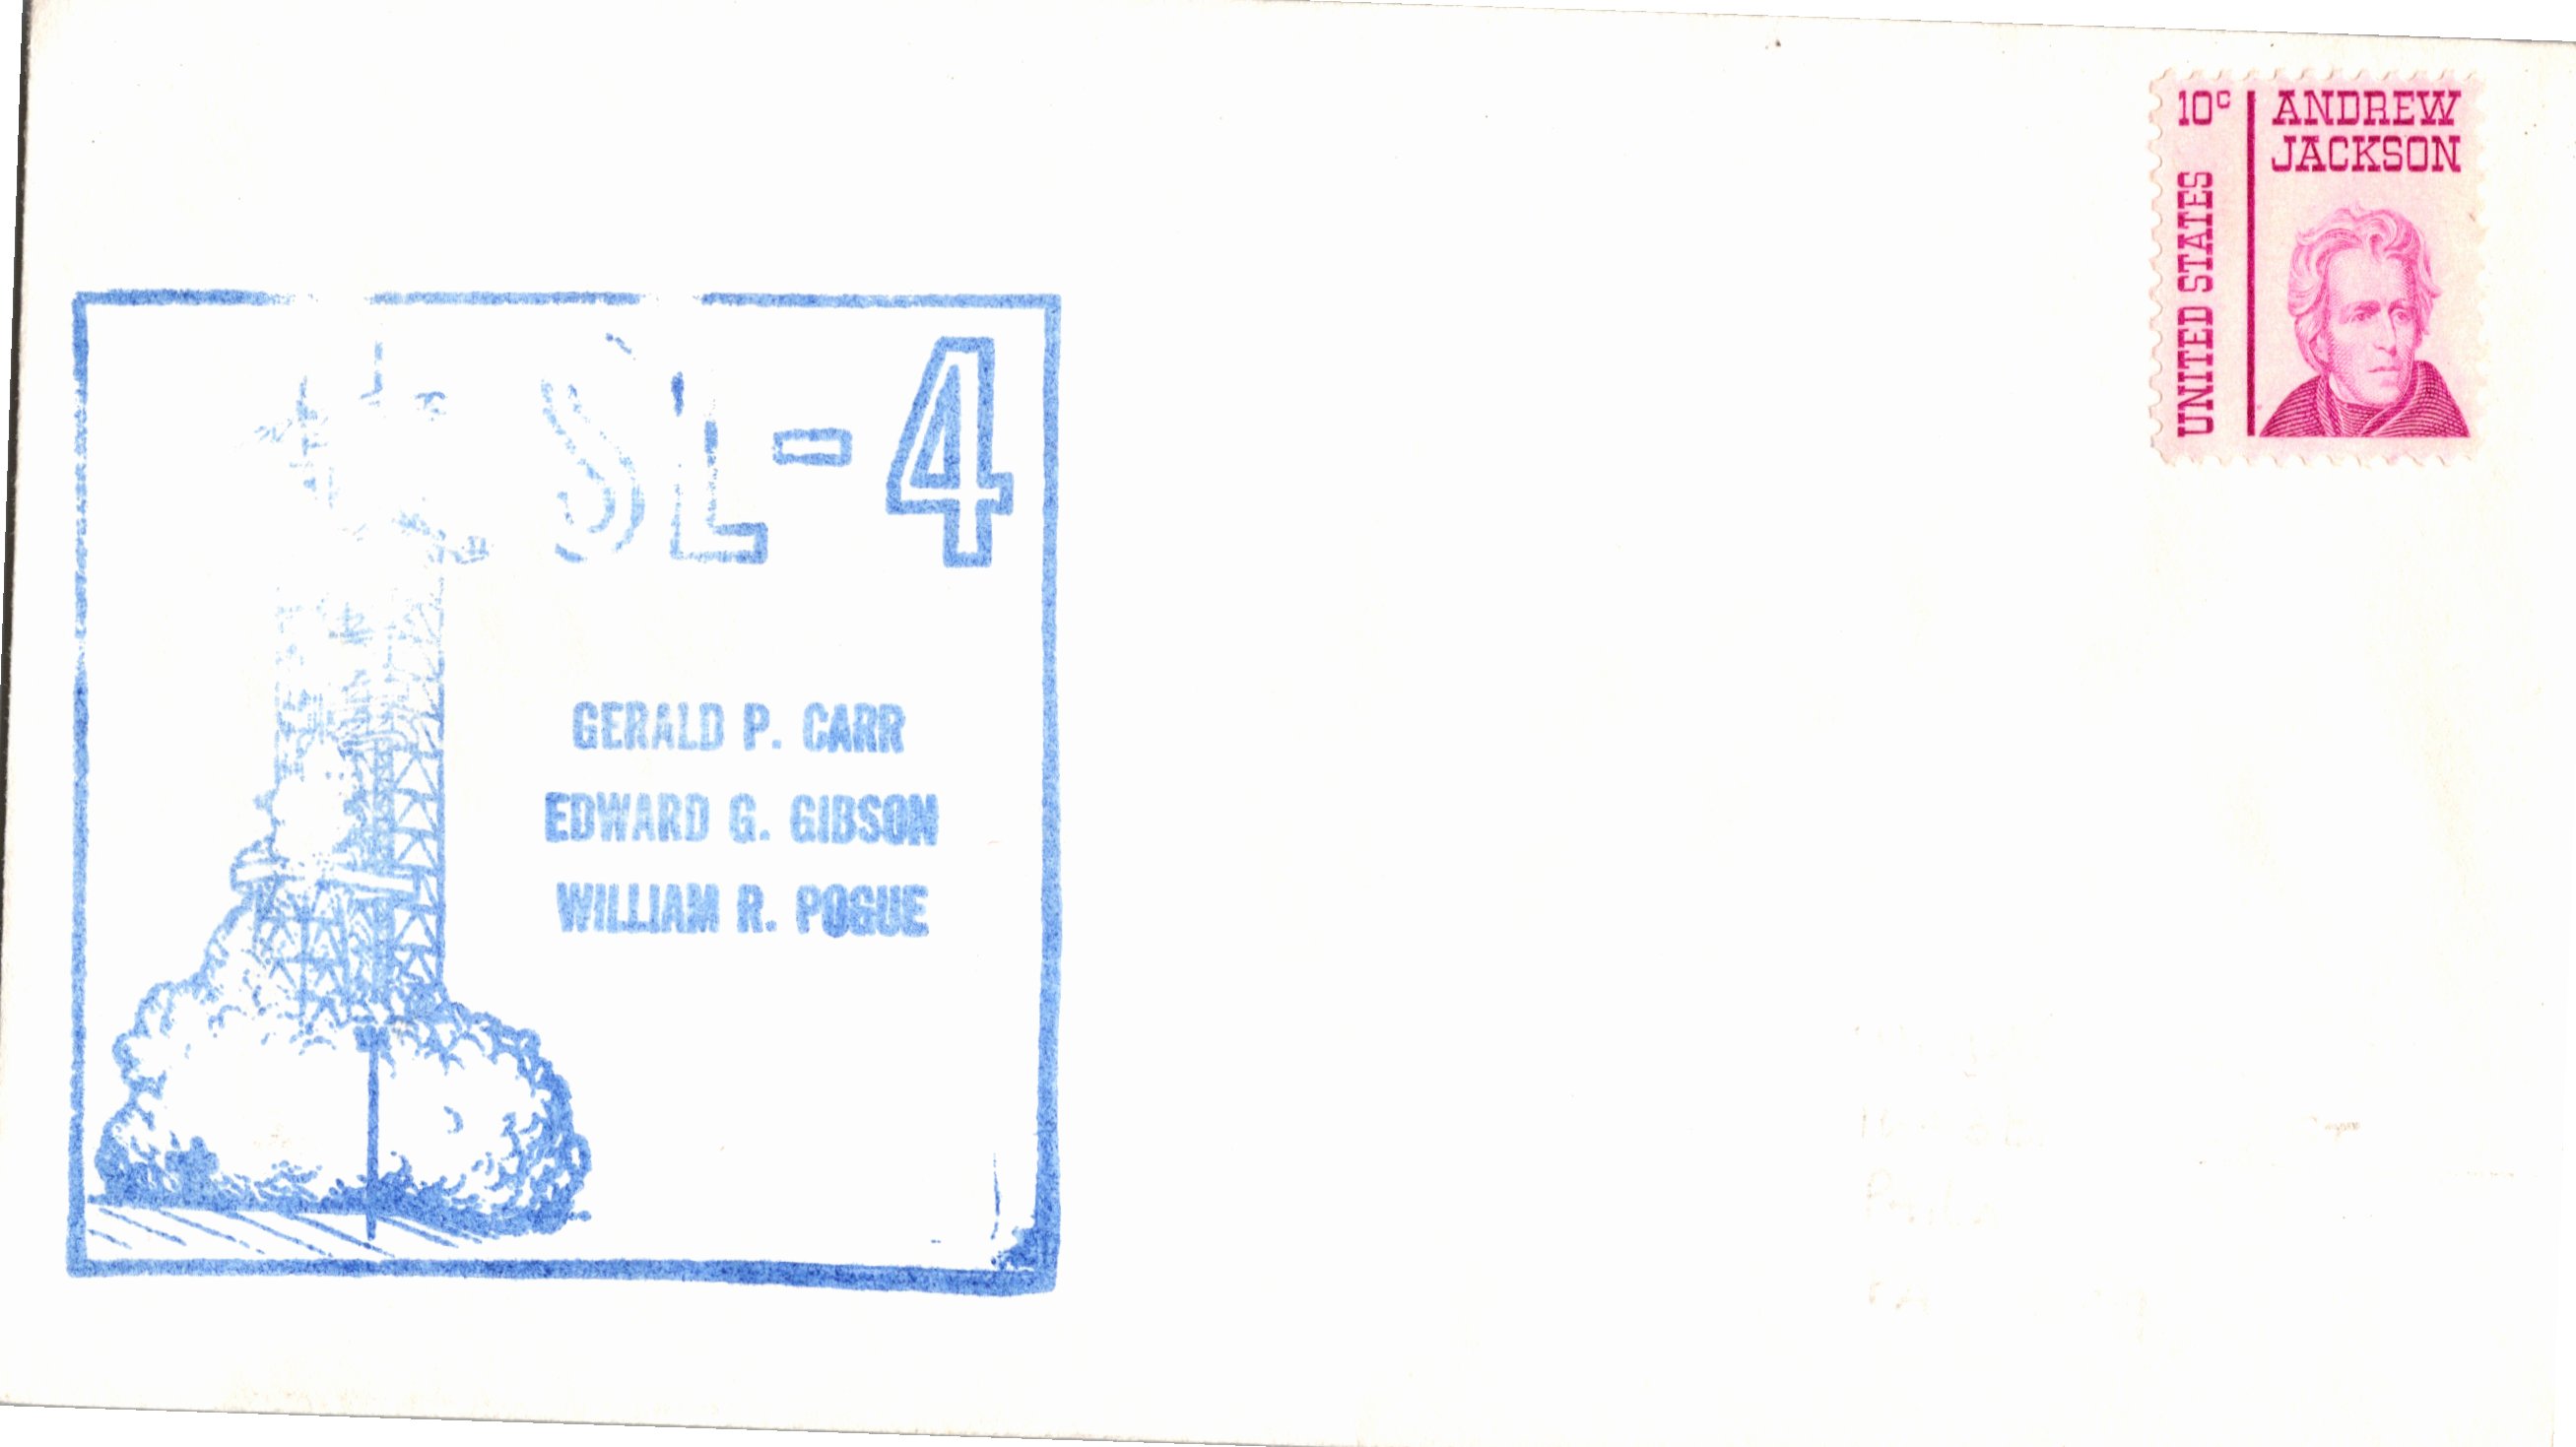 10c
ANDREW
JACKSON
UNITED STATES
SL-4
GERALD P. CARR
EDWARD G. GIBSON
WILLIAM R. POGUE